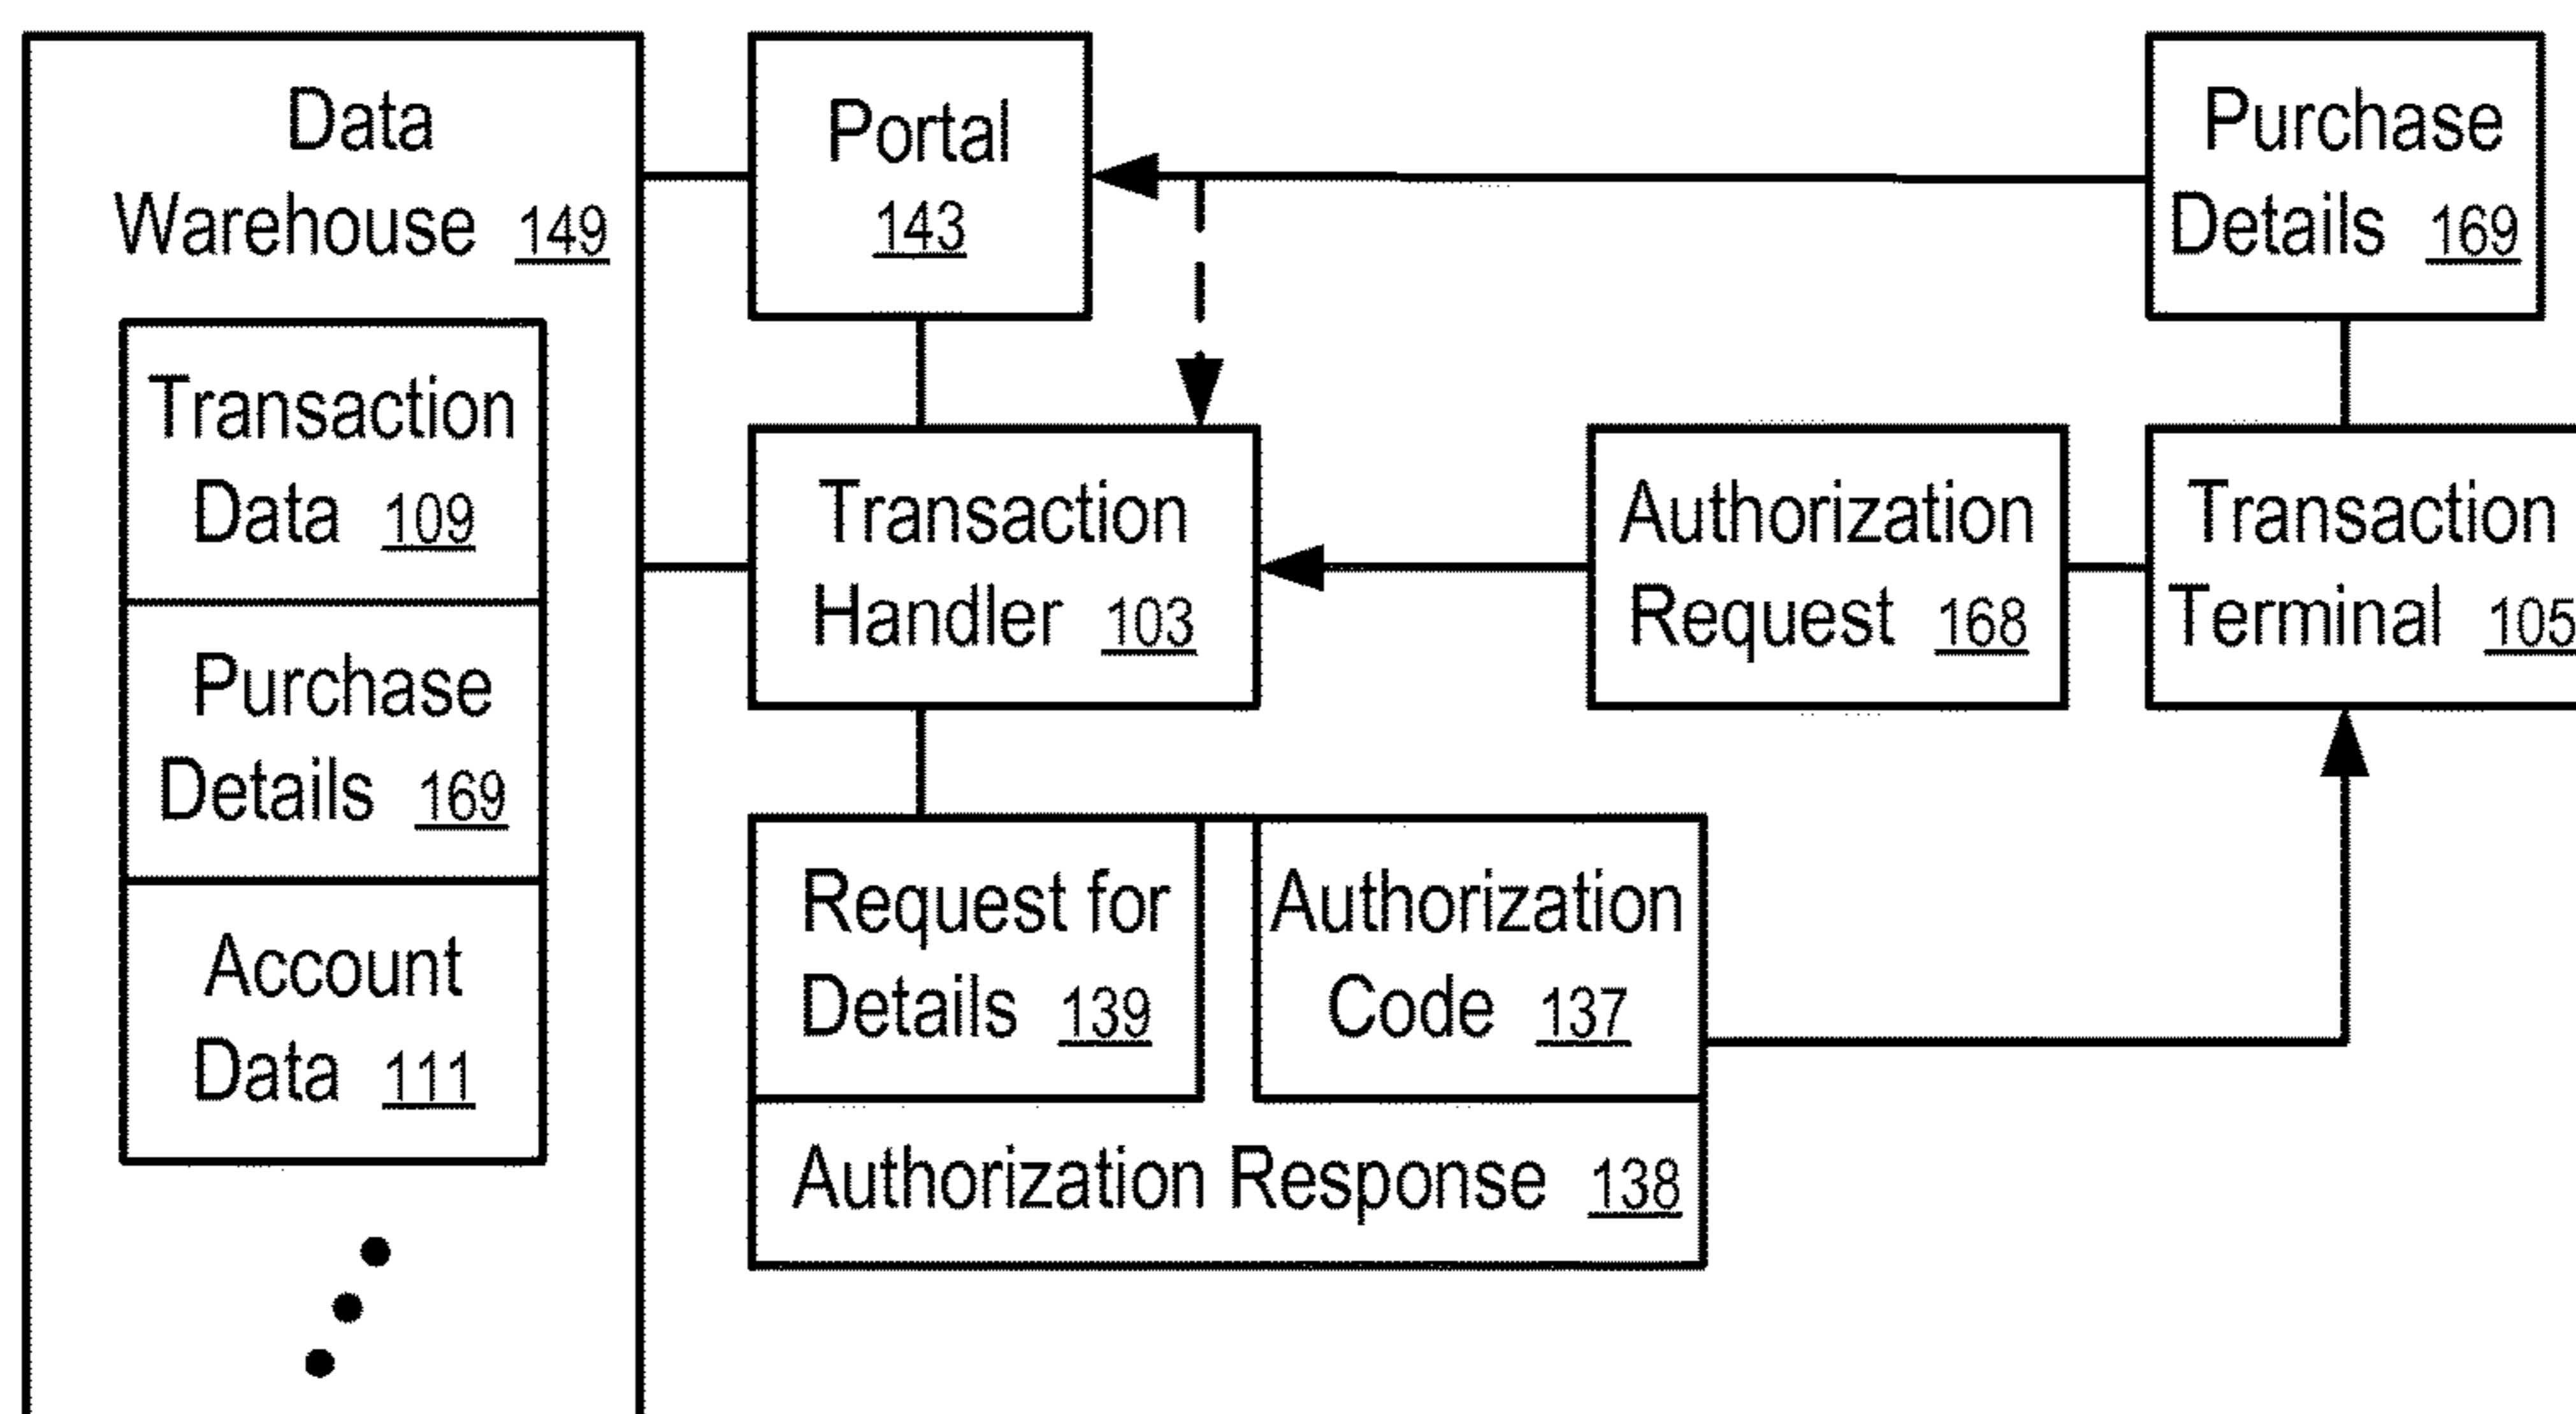 Data
Warehouse 149
Transaction
Data 109
Purchase
Details 169
Account
Data 111
Portal
143
Purchase
Details 169
Transaction
Handler 103
Authorization
Request 168
Transaction
Terminal 105
Request for
Details 139
Authorization
Code 137
Authorization Response 138